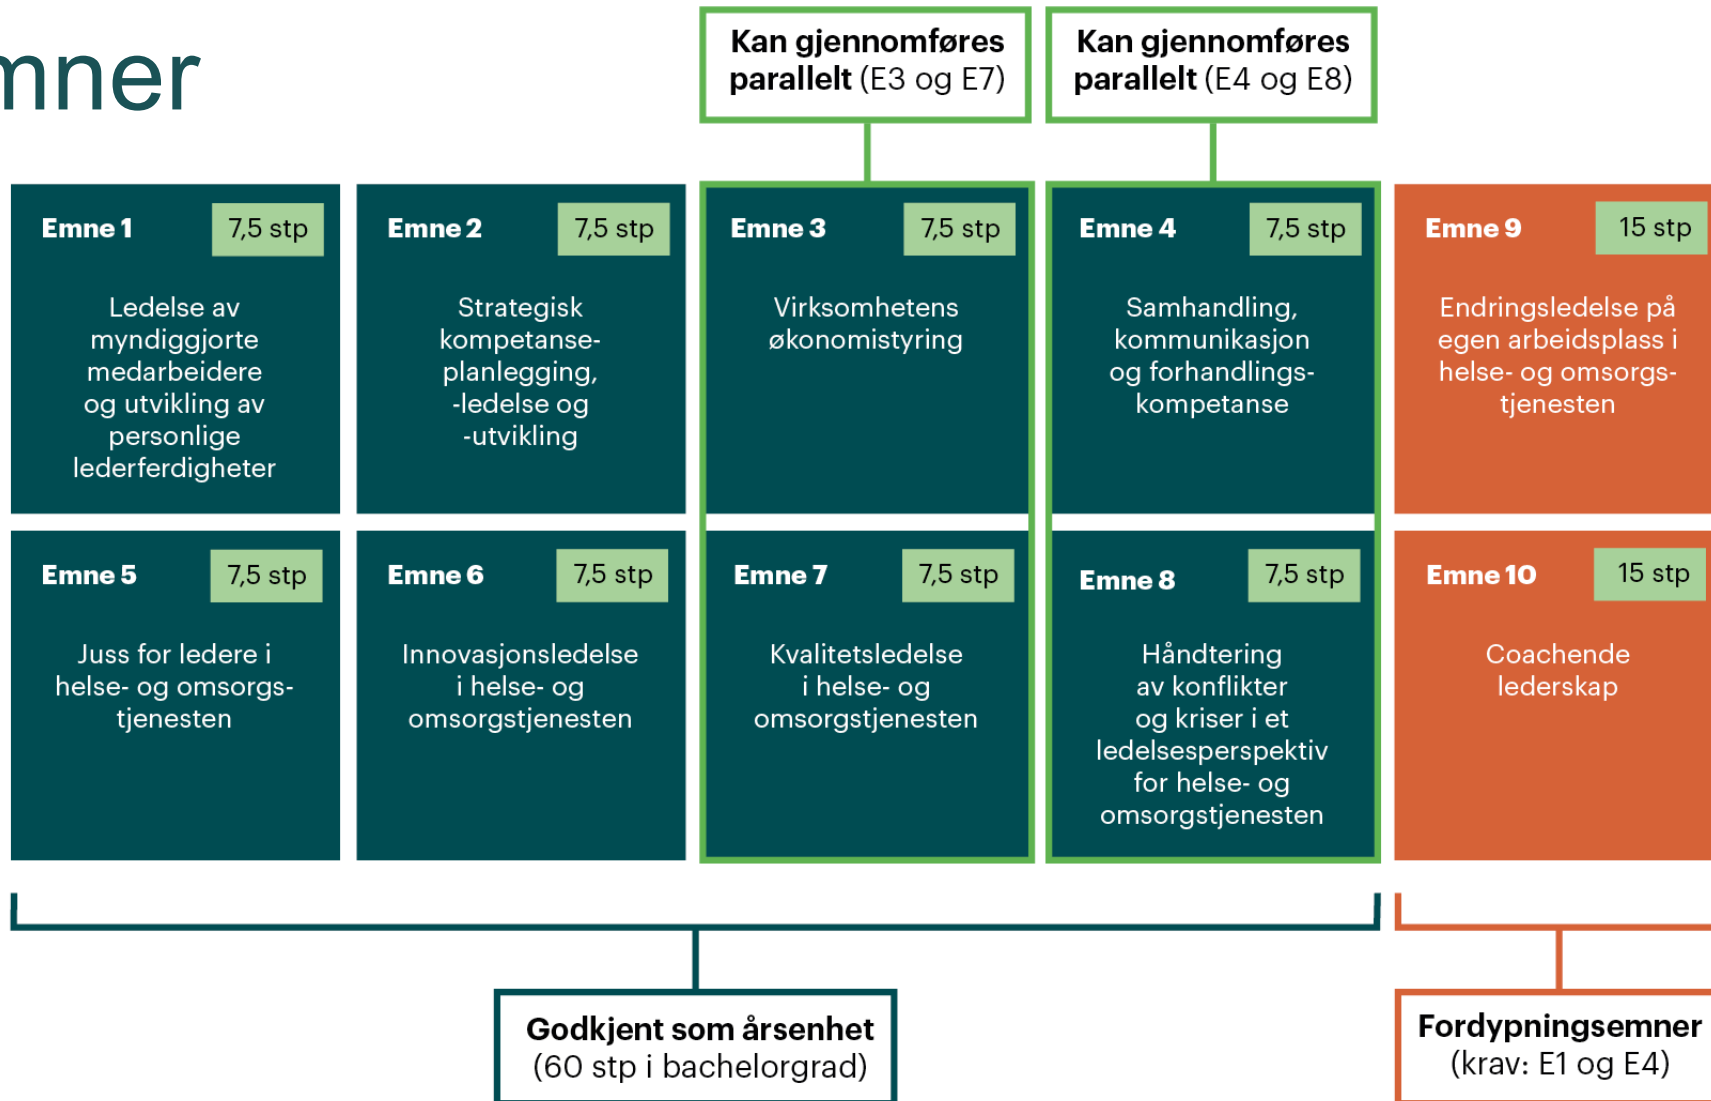 mner
Kan gjennomføres
parallelt (E3 og E7)
Kan gjennomføres
parallelt (E4 og E8)
Emne 1
7,5 stp
Ledelse av
myndiggjorte
medarbeidere
og utvikling av
personlige
lederferdigheter
Emne 2
7,5 stp
Strategisk
kompetanse-
planlegging,
-ledelse og
-utvikling
Emne 3
7,5 stp
Virksomhetens
økonomistyring
Emne 4
7,5 stp
Samhandling,
kommunikasjon
og forhandlings-
kompetanse
Emne 9
15 stp
Endringsledelse på
egen arbeidsplass i
helse- og omsorgs-
tjenesten
Emne 5
7,5 stp
Juss for ledere i
helse- og omsorgs-
tjenesten
Emne 6
7,5 stp
Innovasjonsledelse
i helse- og
omsorgstjenesten
Emne 7
7,5 stp
Kvalitetsledelse
i helse- og
omsorgstjenesten
Emne 8
7,5 stp
Håndtering
av konflikter
og kriser i et
ledelsesperspektiv
for helse- og
omsorgstjenesten
Emne 10
15 stp
Coachende
lederskap
Godkjent som årsenhet
(60 stp i bachelorgrad)
Fordypningsemner
(krav: E1 og E4)